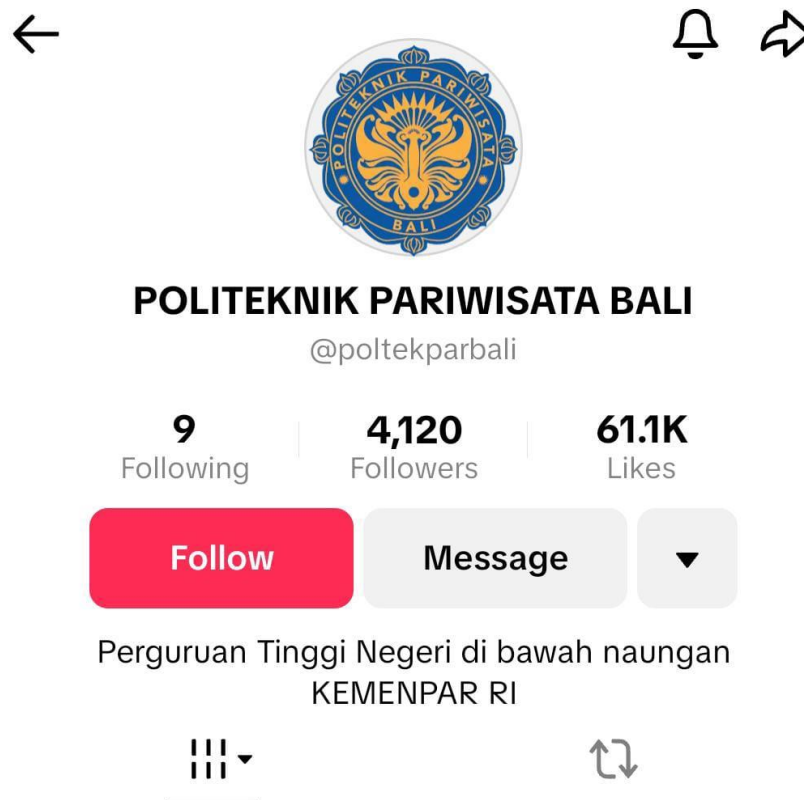 POLITEKNIK PARIWISATA
BALI
POLITEKNIK PARIWISATA BALI
@poltekparbali
9
4,120
61.1K
Following
Followers
Likes
Follow
Message
Perguruan Tinggi Negeri di bawah naungan
KEMENPAR RI